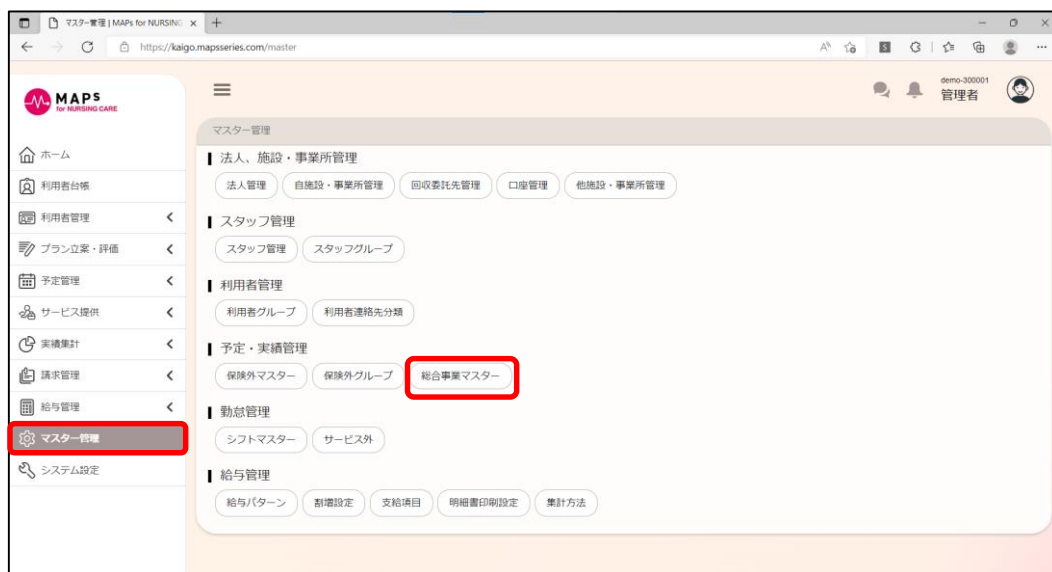 マスター管理 | MAPs for NURSING
https://kaigo.mapsseries.com/master
MAPS
for NURSING CARE
demo-300001
管理者
ホーム
利用者台帳
利用者管理
プラン立案・評価
予定管理
サービス提供
実績集計
請求管理
給与管理
マスター管理
システム設定
マスター管理
法人、施設・事業所管理
法人管理 自施設・事業所管理 回収委託先管理 口座管理 他施設・事業所管理
スタッフ管理
スタッフ管理 スタッフグループ
利用者管理
利用者グループ 利用者連絡先分類
予定・実績管理
保険外マスター 保険外グループ 総合事業マスター
勤怠管理
シフトマスター サービス外
給与管理
給与パターン 割増設定 支給項目 明細書印刷設定 集計方法